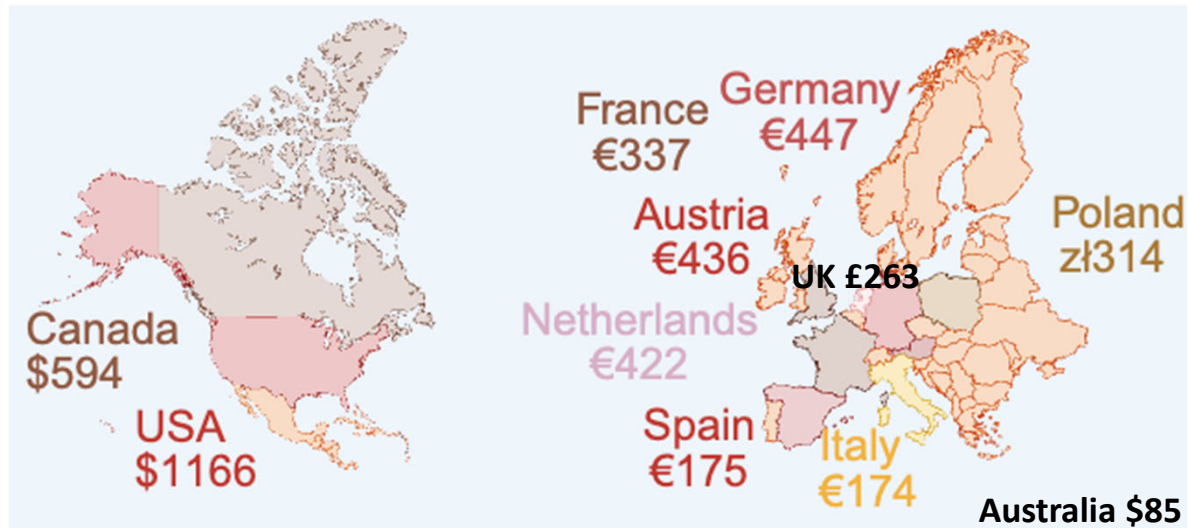 France
€337
Germany
€447
Austria
€436
Poland
zł314
UK £263
Canada
$594
Netherlands
€422
USA
$1166
Spain
€175
Italy
€174
Australia $85